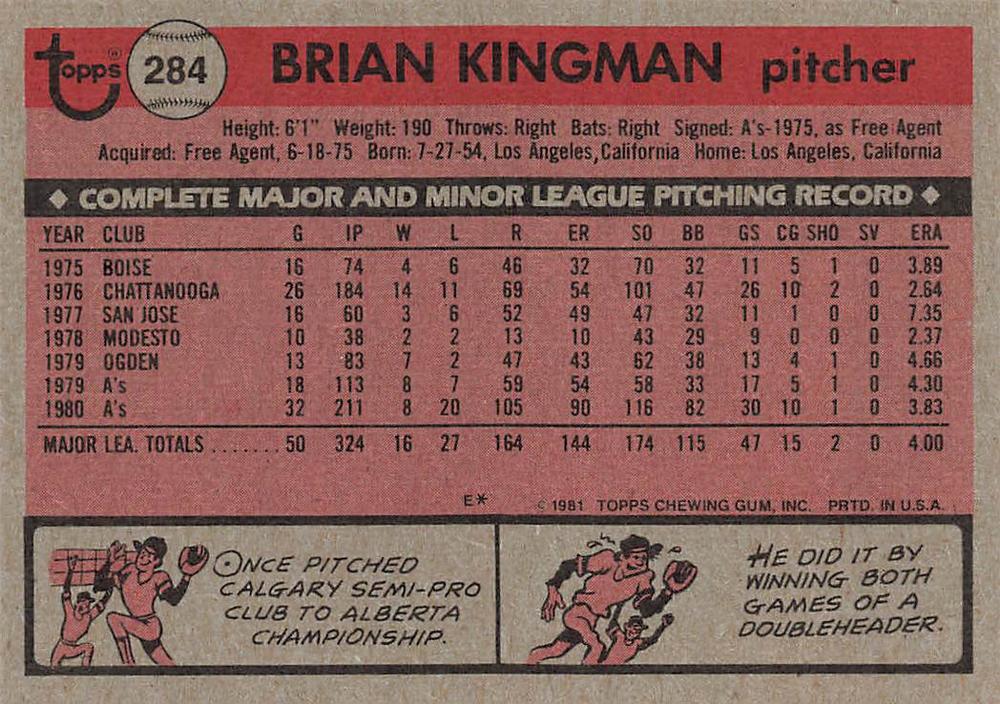 Topps ® 284 BRIAN KINGMAN pitcher
Height: 6'1" Weight: 190 Throws: Right Bats: Right Signed: A's-1975, as Free Agent
Acquired: Free Agent, 6-18-75 Born: 7-27-54, Los Angeles, California Home: Los Angeles, California
◆ COMPLETE MAJOR AND MINOR LEAGUE PITCHING RECORD ◆
YEAR CLUB G IP W L R ER SO BB GS CG SHO SV ERA
1975 BOISE 16 74 4 6 46 32 70 32 11 5 1 0 3.89
1976 CHATTANOOGA 26 184 14 11 69 54 101 47 26 10 2 0 2.64
1977 SAN JOSE 16 60 3 6 52 49 47 32 11 1 0 0 7.35
1978 MODESTO 10 38 2 2 13 10 43 29 9 0 0 0 2.37
1979 OGDEN 13 83 7 2 47 43 62 38 13 4 1 0 4.66
1979 A's 18 113 8 7 59 54 58 33 17 5 1 0 4.30
1980 A's 32 211 8 20 105 90 116 82 30 10 1 0 3.83
MAJOR LEA. TOTALS ....... 50 324 16 27 164 144 174 115 47 15 2 0 4.00
E* © 1981 TOPPS CHEWING GUM, INC. PRTD. IN U.S.A.
ONCE PITCHED
CALGARY SEMI-PRO
CLUB TO ALBERTA
CHAMPIONSHIP.
HE DID IT BY
WINNING BOTH
GAMES OF A
DOUBLEHEADER.